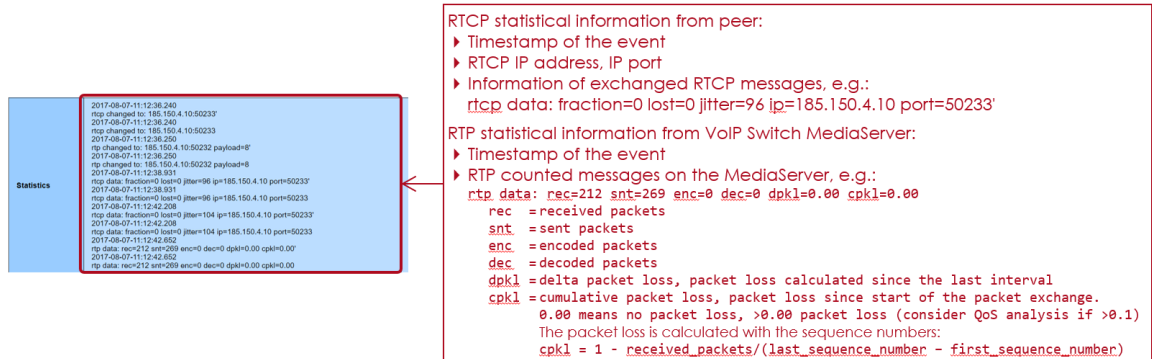 Statistics
2017-08-07-11:12:36.240
rtcp changed to: 185.150.4.10:50233'
2017-08-07-11:12:36.240
rtcp changed to: 185.150.4.10:50233
2017-08-07-11:12:36.250
rtp changed to: 185.150.4.10:50232 payload=8'
2017-08-07-11:12:36.250
rtp changed to: 185.150.4.10:50232 payload=8
2017-08-07-11:12:38.931
rtcp data: fraction=0 lost=0 jitter=96 ip=185.150.4.10 port=50233'
2017-08-07-11:12:38.931
rtcp data: fraction=0 lost=0 jitter=96 ip=185.150.4.10 port=50233
2017-08-07-11:12:42.208
rtcp data: fraction=0 lost=0 jitter=104 ip=185.150.4.10 port=50233'
2017-08-07-11:12:42.208
rtcp data: fraction=0 lost=0 jitter=104 ip=185.150.4.10 port=50233
2017-08-07-11:12:42.652
rtp data: rec=212 snt=269 enc=0 dec=0 dpkl=0.00 cpkl=0.00'
2017-08-07-11:12:42.652
rtp data: rec=212 snt=269 enc=0 dec=0 dpkl=0.00 cpkl=0.00
RTCP statistical information from peer:
Timestamp of the event
RTCP IP address, IP port
Information of exchanged RTCP messages, e.g.:
rtcp data: fraction=0 lost=0 jitter=96 ip=185.150.4.10 port=50233'
RTP statistical information from VoIP Switch MediaServer:
Timestamp of the event
RTP counted messages on the MediaServer, e.g.:
rtp data: rec=212 snt=269 enc=0 dec=0 dpkl=0.00 cpkl=0.00
rec = received packets
snt = sent packets
enc = encoded packets
dec = decoded packets
dpkl = delta packet loss, packet loss calculated since the last interval
cpkl = cumulative packet loss, packet loss since start of the packet exchange.
0.00 means no packet loss, >0.00 packet loss (consider QoS analysis if >0.1)
The packet loss is calculated with the sequence numbers:
cpkl = 1 - received_packets/(last_sequence_number – first_sequence_number)